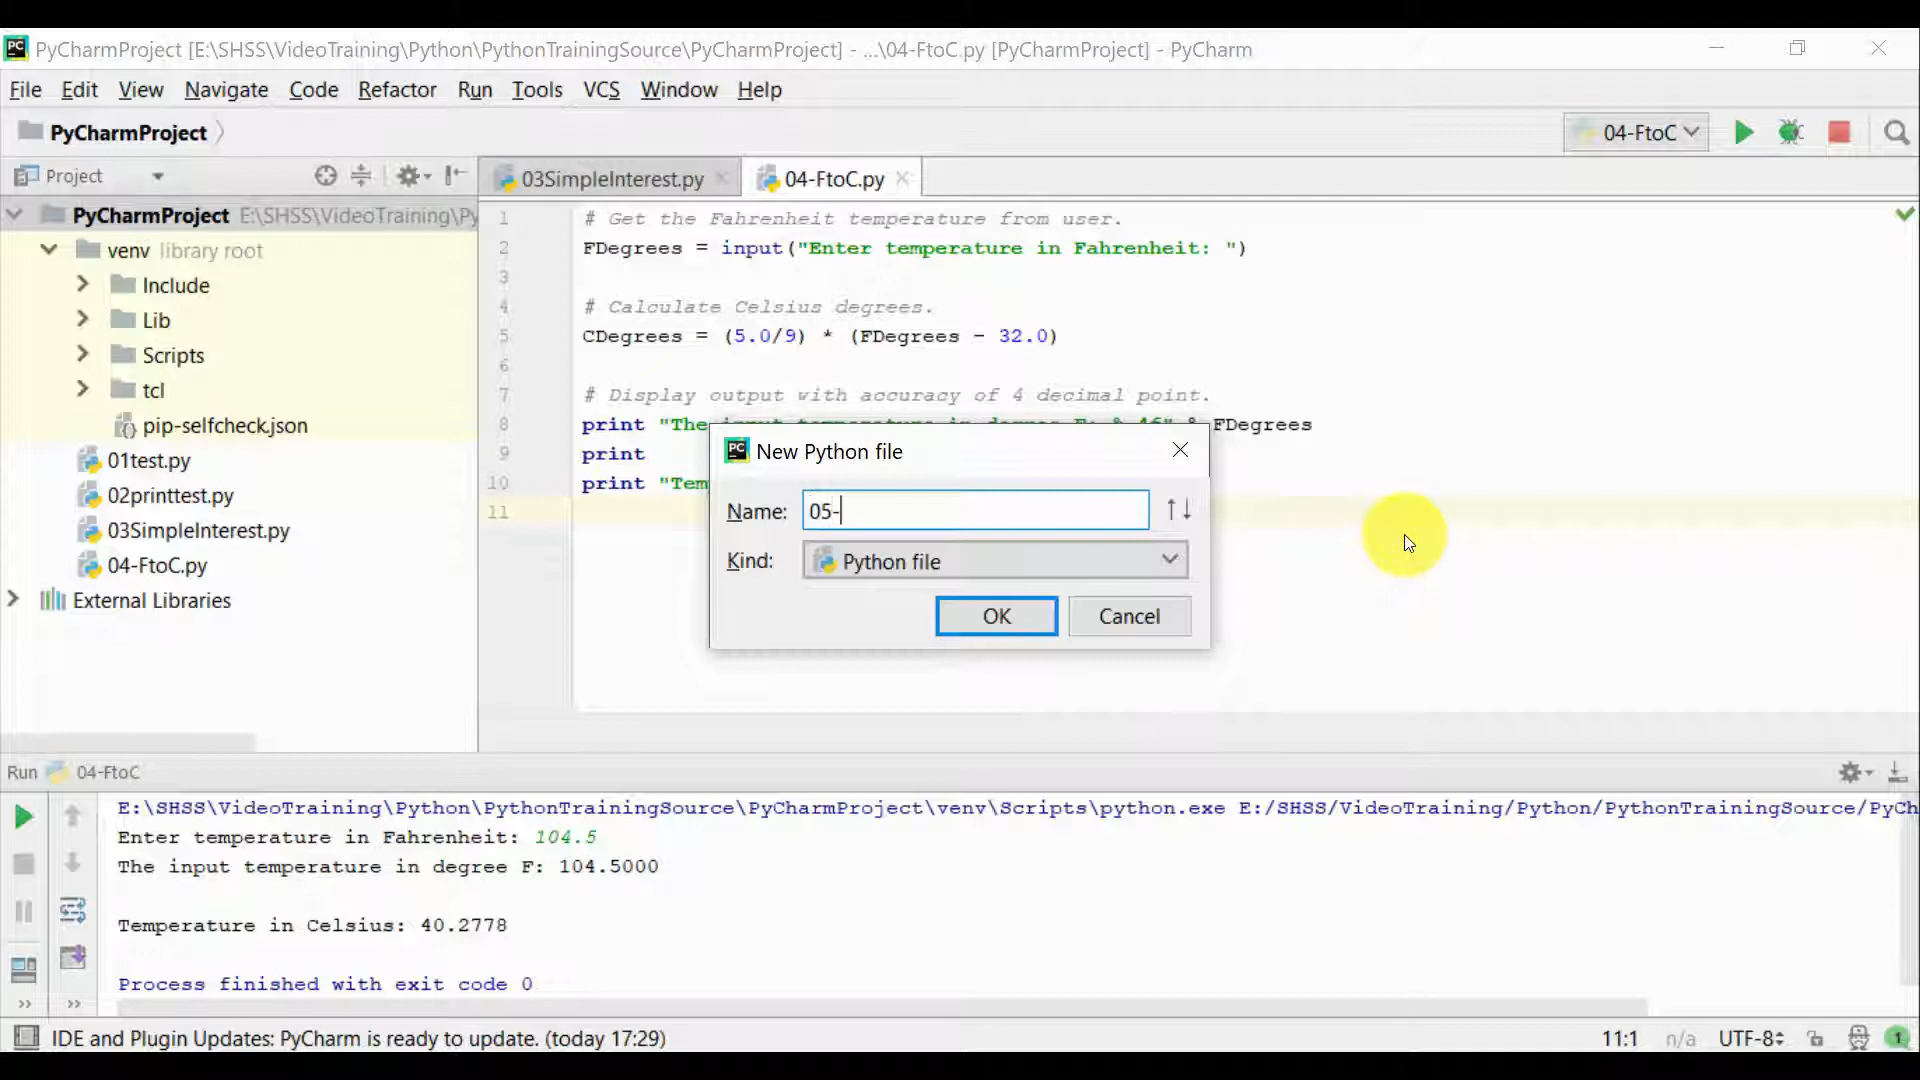 PyCharmProject [E:\SHSS\VideoTraining\Python\PythonTrainingSource\PyCharmProject] - ...\04-FtoC.py [PyCharmProject] - PyCharm
File Edit View Navigate Code Refactor Run Tools VCS Window Help
PyCharmProject
04-FtoC
Project
03SimpleInterest.py
04-FtoC.py
PyCharmProject E:\SHSS\VideoTraining\Py
venv library root
Include
Lib
Scripts
tcl
pip-selfcheck.json
01test.py
02printtest.py
03SimpleInterest.py
04-FtoC.py
External Libraries
1 # Get the Fahrenheit temperature from user.
2 FDegrees = input("Enter temperature in Fahrenheit: ")
3
4 # Calculate Celsius degrees.
5 CDegrees = (5.0/9) * (FDegrees - 32.0)
6
7 # Display output with accuracy of 4 decimal point.
8 print "The FDegrees
9 print
10 print "Tem
11
New Python file
Name: 05-
Kind: Python file
OK Cancel
Run 04-FtoC
E:\SHSS\VideoTraining\Python\PythonTrainingSource\PyCharmProject\venv\Scripts\python.exe E:/SHSS/VideoTraining/Python/PythonTrainingSource/PyCh
Enter temperature in Fahrenheit: 104.5
The input temperature in degree F: 104.5000
Temperature in Celsius: 40.2778
Process finished with exit code 0
IDE and Plugin Updates: PyCharm is ready to update. (today 17:29)
11:1 n/a UTF-8 1